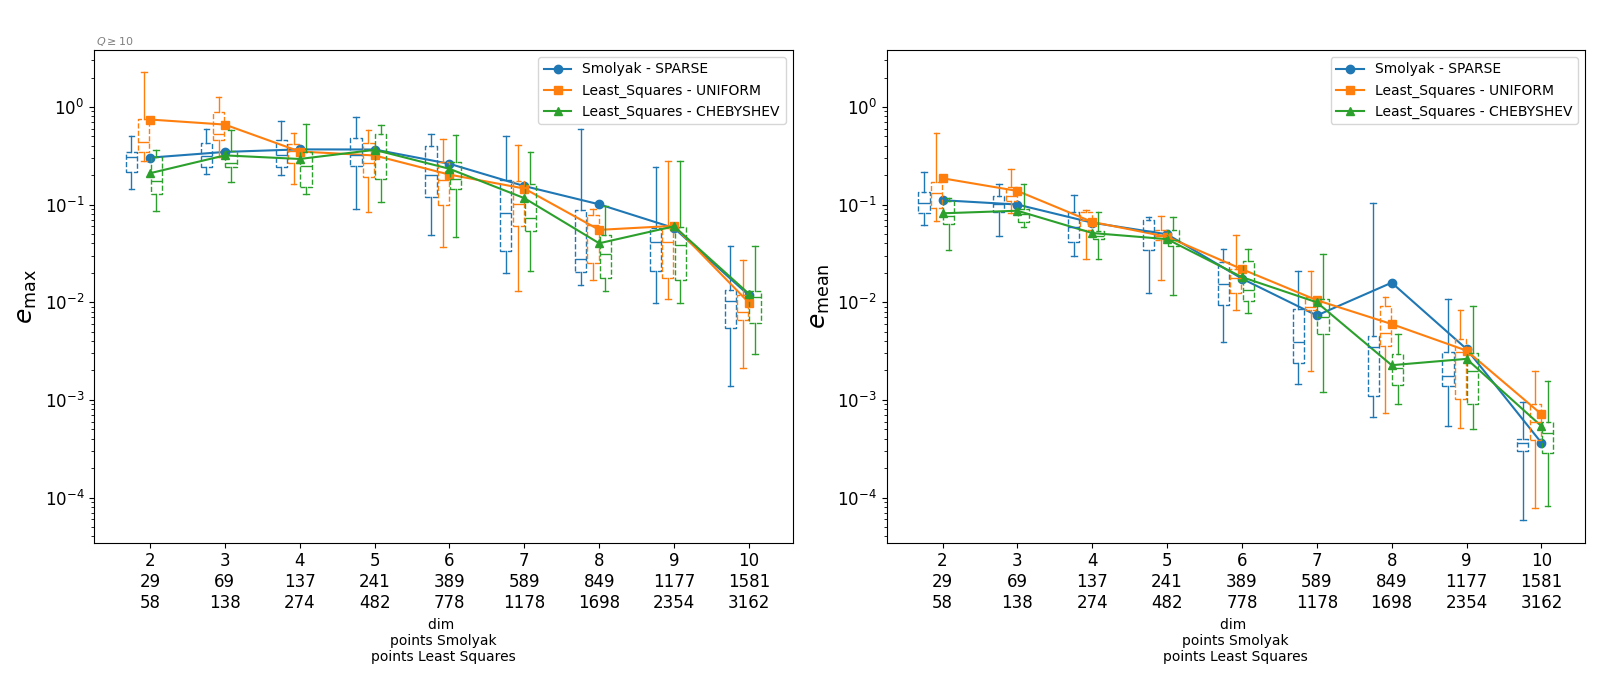 Q ≥ 10
Smolyak - SPARSE
Least_Squares - UNIFORM
Least_Squares - CHEBYSHEV
10^0
10^-1
10^-2
10^-3
10^-4
e_max
2 3 4 5 6 7 8 9 10
29 69 137 241 389 589 849 1177 1581
58 138 274 482 778 1178 1698 2354 3162
dim
points Smolyak
points Least Squares
Smolyak - SPARSE
Least_Squares - UNIFORM
Least_Squares - CHEBYSHEV
10^0
10^-1
10^-2
10^-3
10^-4
e_mean
2 3 4 5 6 7 8 9 10
29 69 137 241 389 589 849 1177 1581
58 138 274 482 778 1178 1698 2354 3162
dim
points Smolyak
points Least Squares